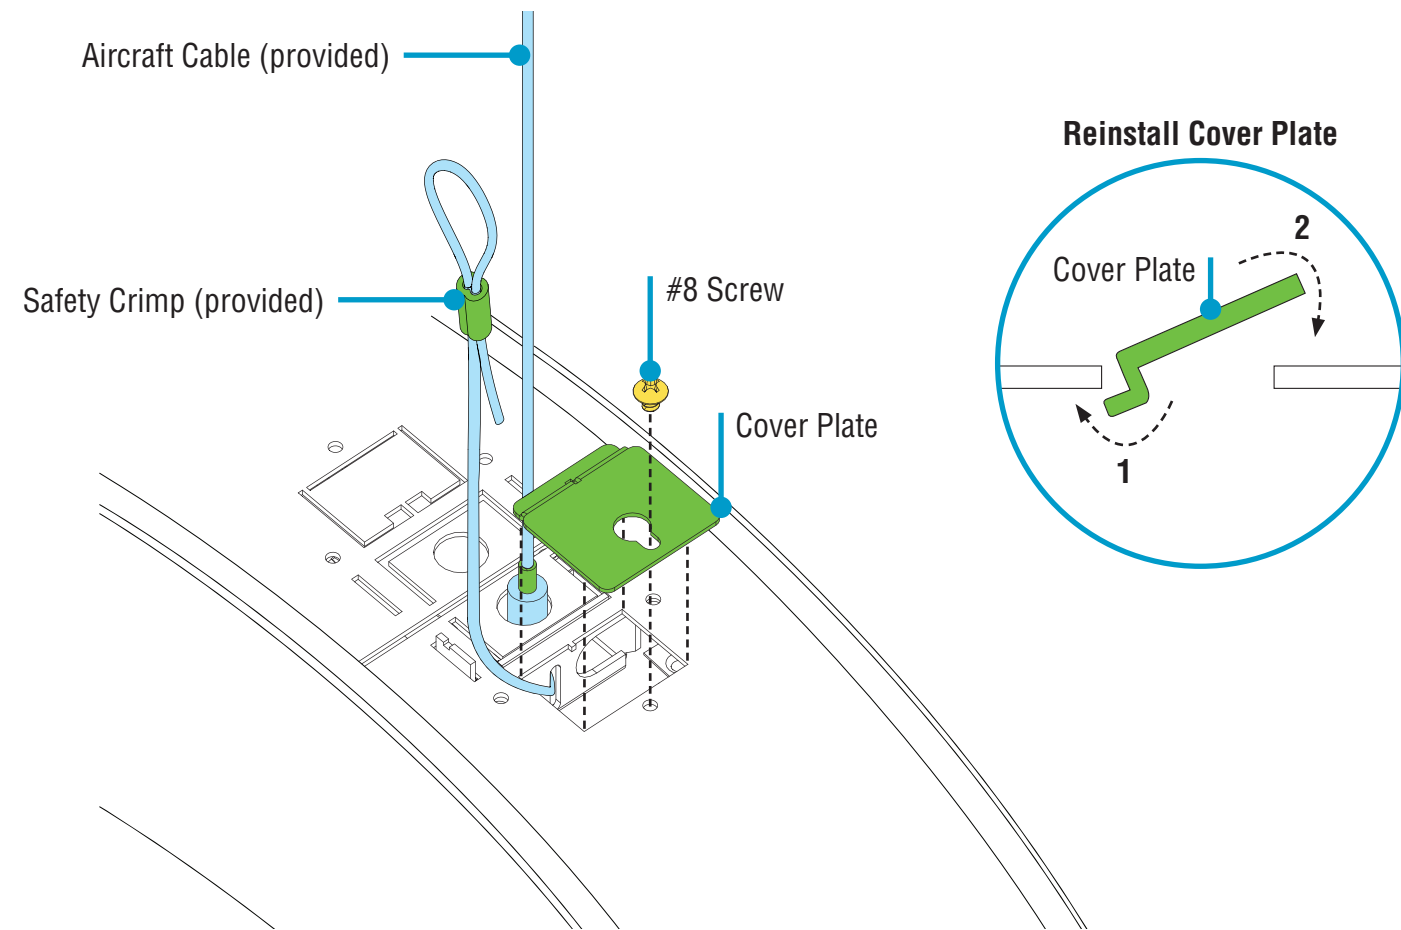 Aircraft Cable (provided)
Reinstall Cover Plate
2
Cover Plate
Safety Crimp (provided)
#8 Screw
Cover Plate
1